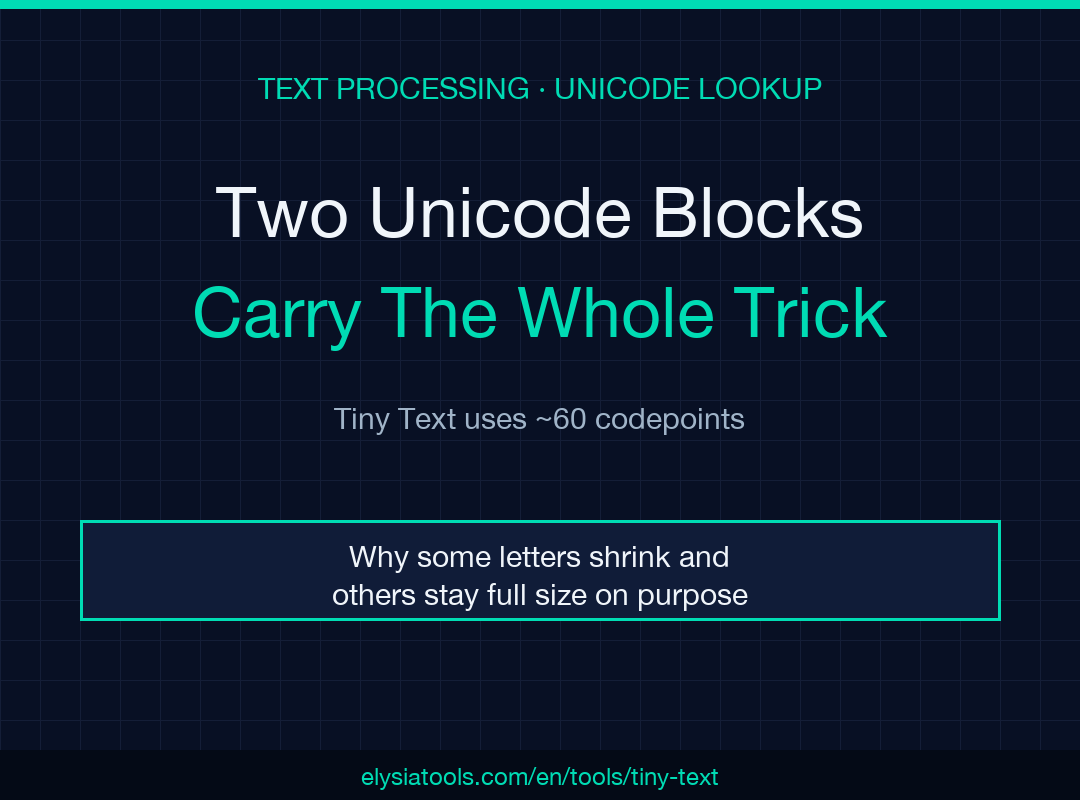 TEXT PROCESSING · UNICODE LOOKUP
Two Unicode Blocks
Carry The Whole Trick
Tiny Text uses ~60 codepoints
Why some letters shrink and
others stay full size on purpose
elysiatools.com/en/tools/tiny-text